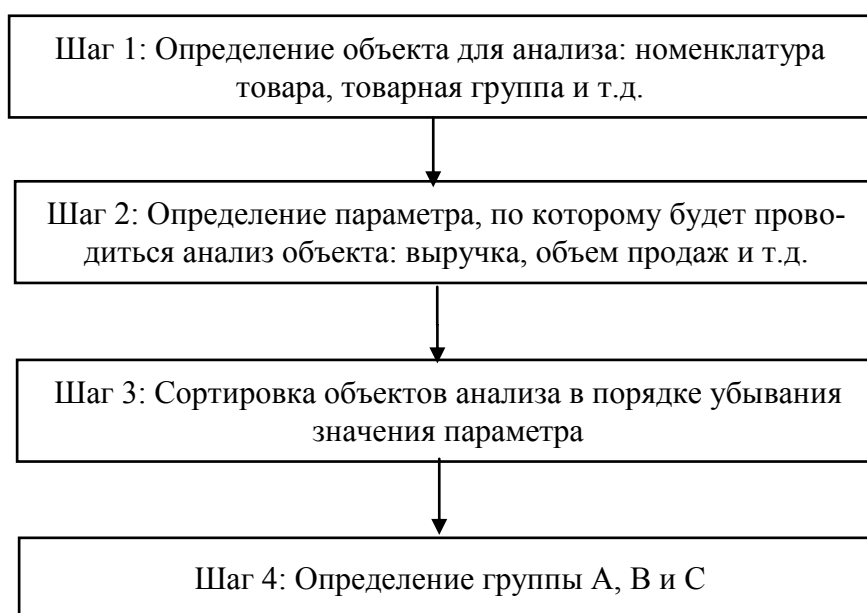 Шаг 1: Определение объекта для анализа: номенклатура
товара, товарная группа и т.д.
Шаг 2: Определение параметра, по которому будет прово-
диться анализ объекта: выручка, объем продаж и т.д.
Шаг 3: Сортировка объектов анализа в порядке убывания
значения параметра
Шаг 4: Определение группы А, В и С